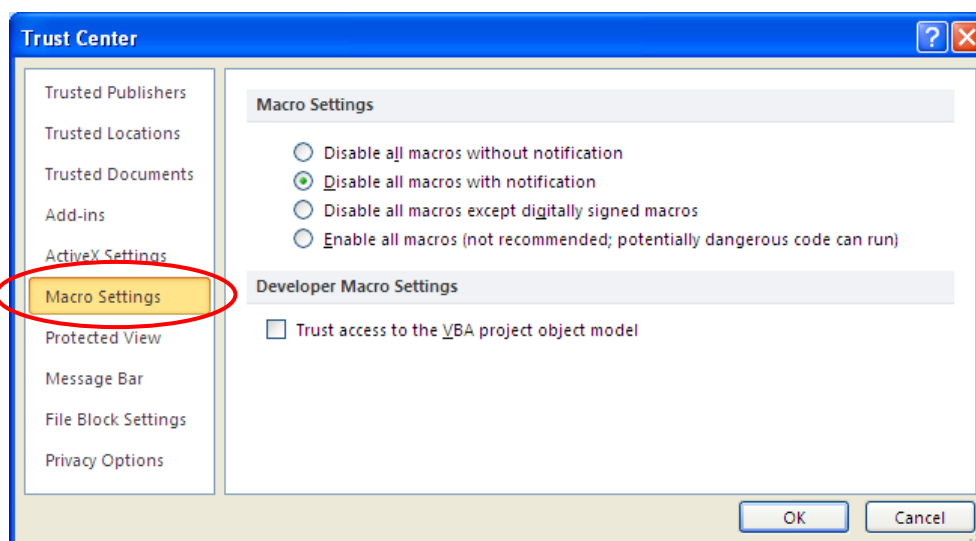 Trust Center
Trusted Publishers
Trusted Locations
Trusted Documents
Add-ins
ActiveX Settings
Macro Settings
Protected View
Message Bar
File Block Settings
Privacy Options
Macro Settings
Disable all macros without notification
Disable all macros with notification
Disable all macros except digitally signed macros
Enable all macros (not recommended; potentially dangerous code can run)
Developer Macro Settings
Trust access to the VBA project object model
OK
Cancel